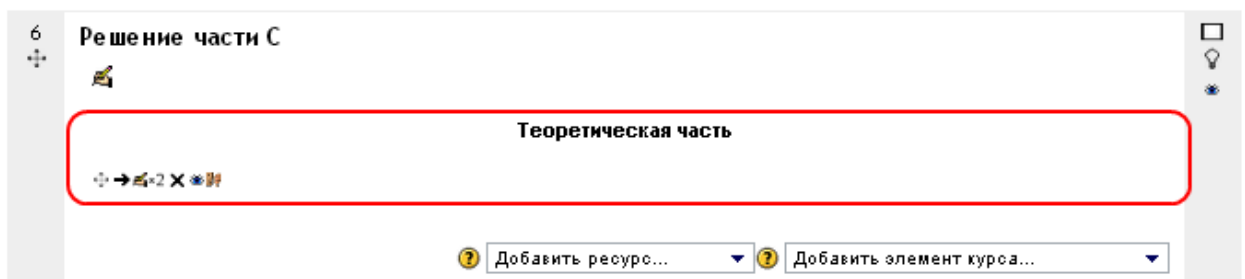 6
Решение части С
Теоретическая часть
×2
Добавить ресурс...
Добавить элемент курса...